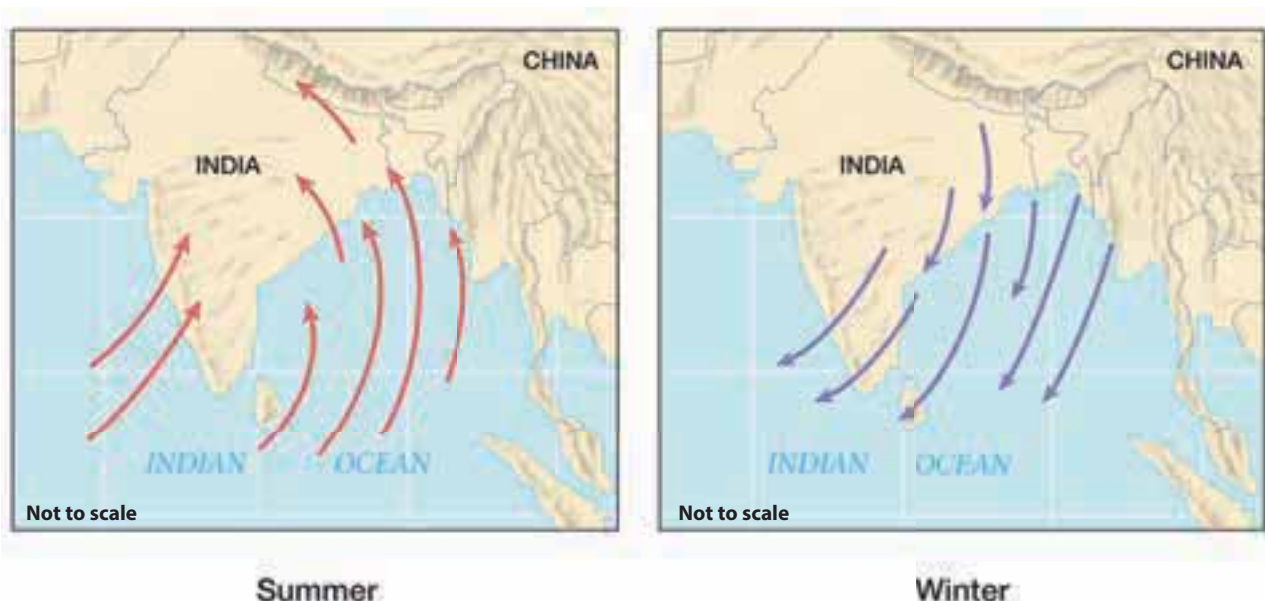 CHINA
INDIA
INDIAN OCEAN
Not to scale
Summer
CHINA
INDIA
INDIAN OCEAN
Not to scale
Winter